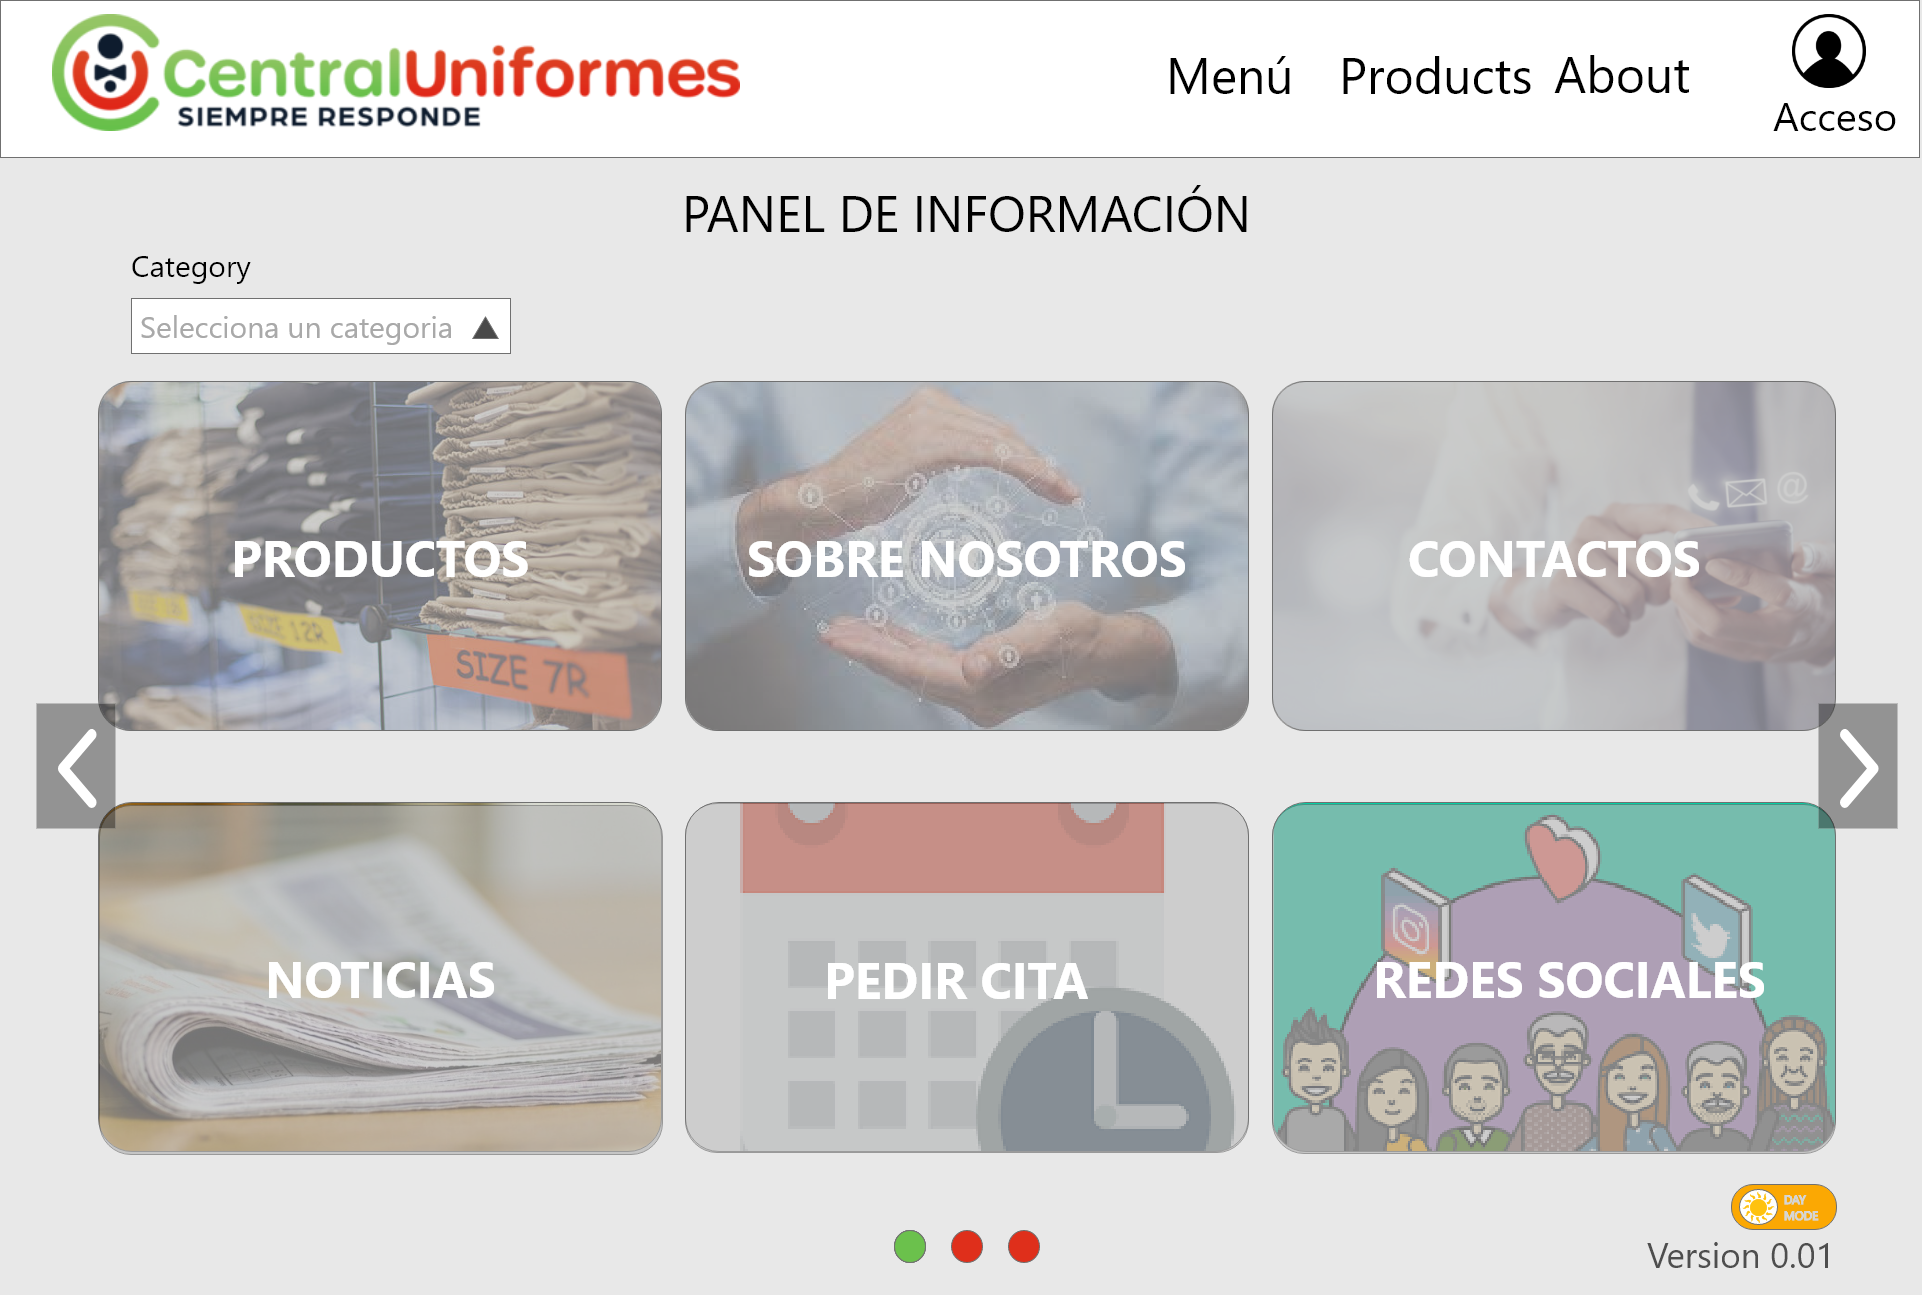 CentralUniformes
SIEMPRE RESPONDE
Menú Products About
Acceso
PANEL DE INFORMACIÓN
Category
Selecciona un categoria
PRODUCTOS
SOBRE NOSOTROS
CONTACTOS
SIZE 12R
SIZE 7R
@
NOTICIAS
PEDIR CITA
REDES SOCIALES
DAY
MODE
Version 0.01